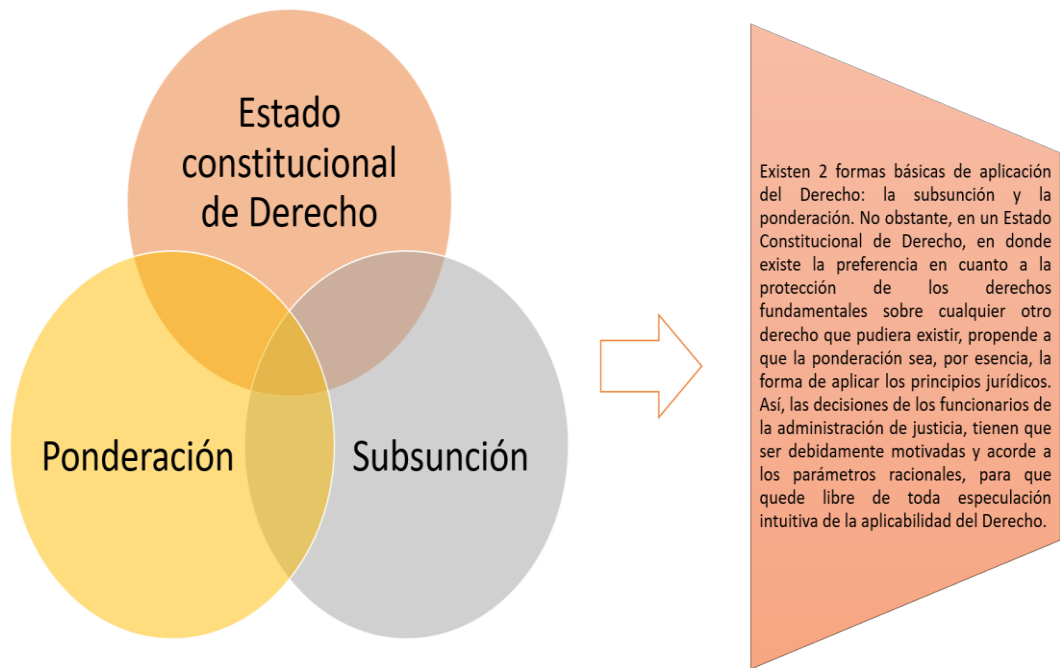 Estado
constitucional
de Derecho
Ponderación
Subsunción
Existen 2 formas básicas de aplicación
del Derecho: la subsunción y la
ponderación. No obstante, en un Estado
Constitucional de Derecho, en donde
existe la preferencia en cuanto a la
protección de los derechos
fundamentales sobre cualquier otro
derecho que pudiera existir, propende a
que la ponderación sea, por esencia, la
forma de aplicar los principios jurídicos.
Así, las decisiones de los funcionarios de
la administración de justicia, tienen que
ser debidamente motivadas y acorde a
los parámetros racionales, para que
quede libre de toda especulación
intuitiva de la aplicabilidad del Derecho.